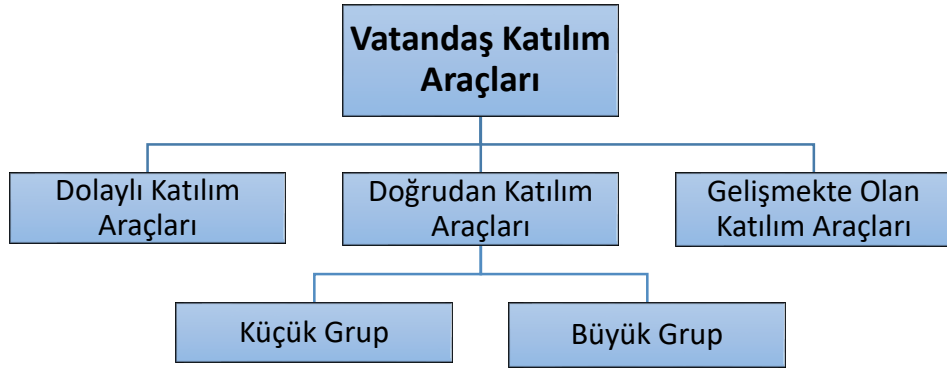 Vatandaş Katılım
Araçları
Dolaylı Katılım
Araçları
Doğrudan Katılım
Araçları
Gelişmekte Olan
Katılım Araçları
Küçük Grup
Büyük Grup